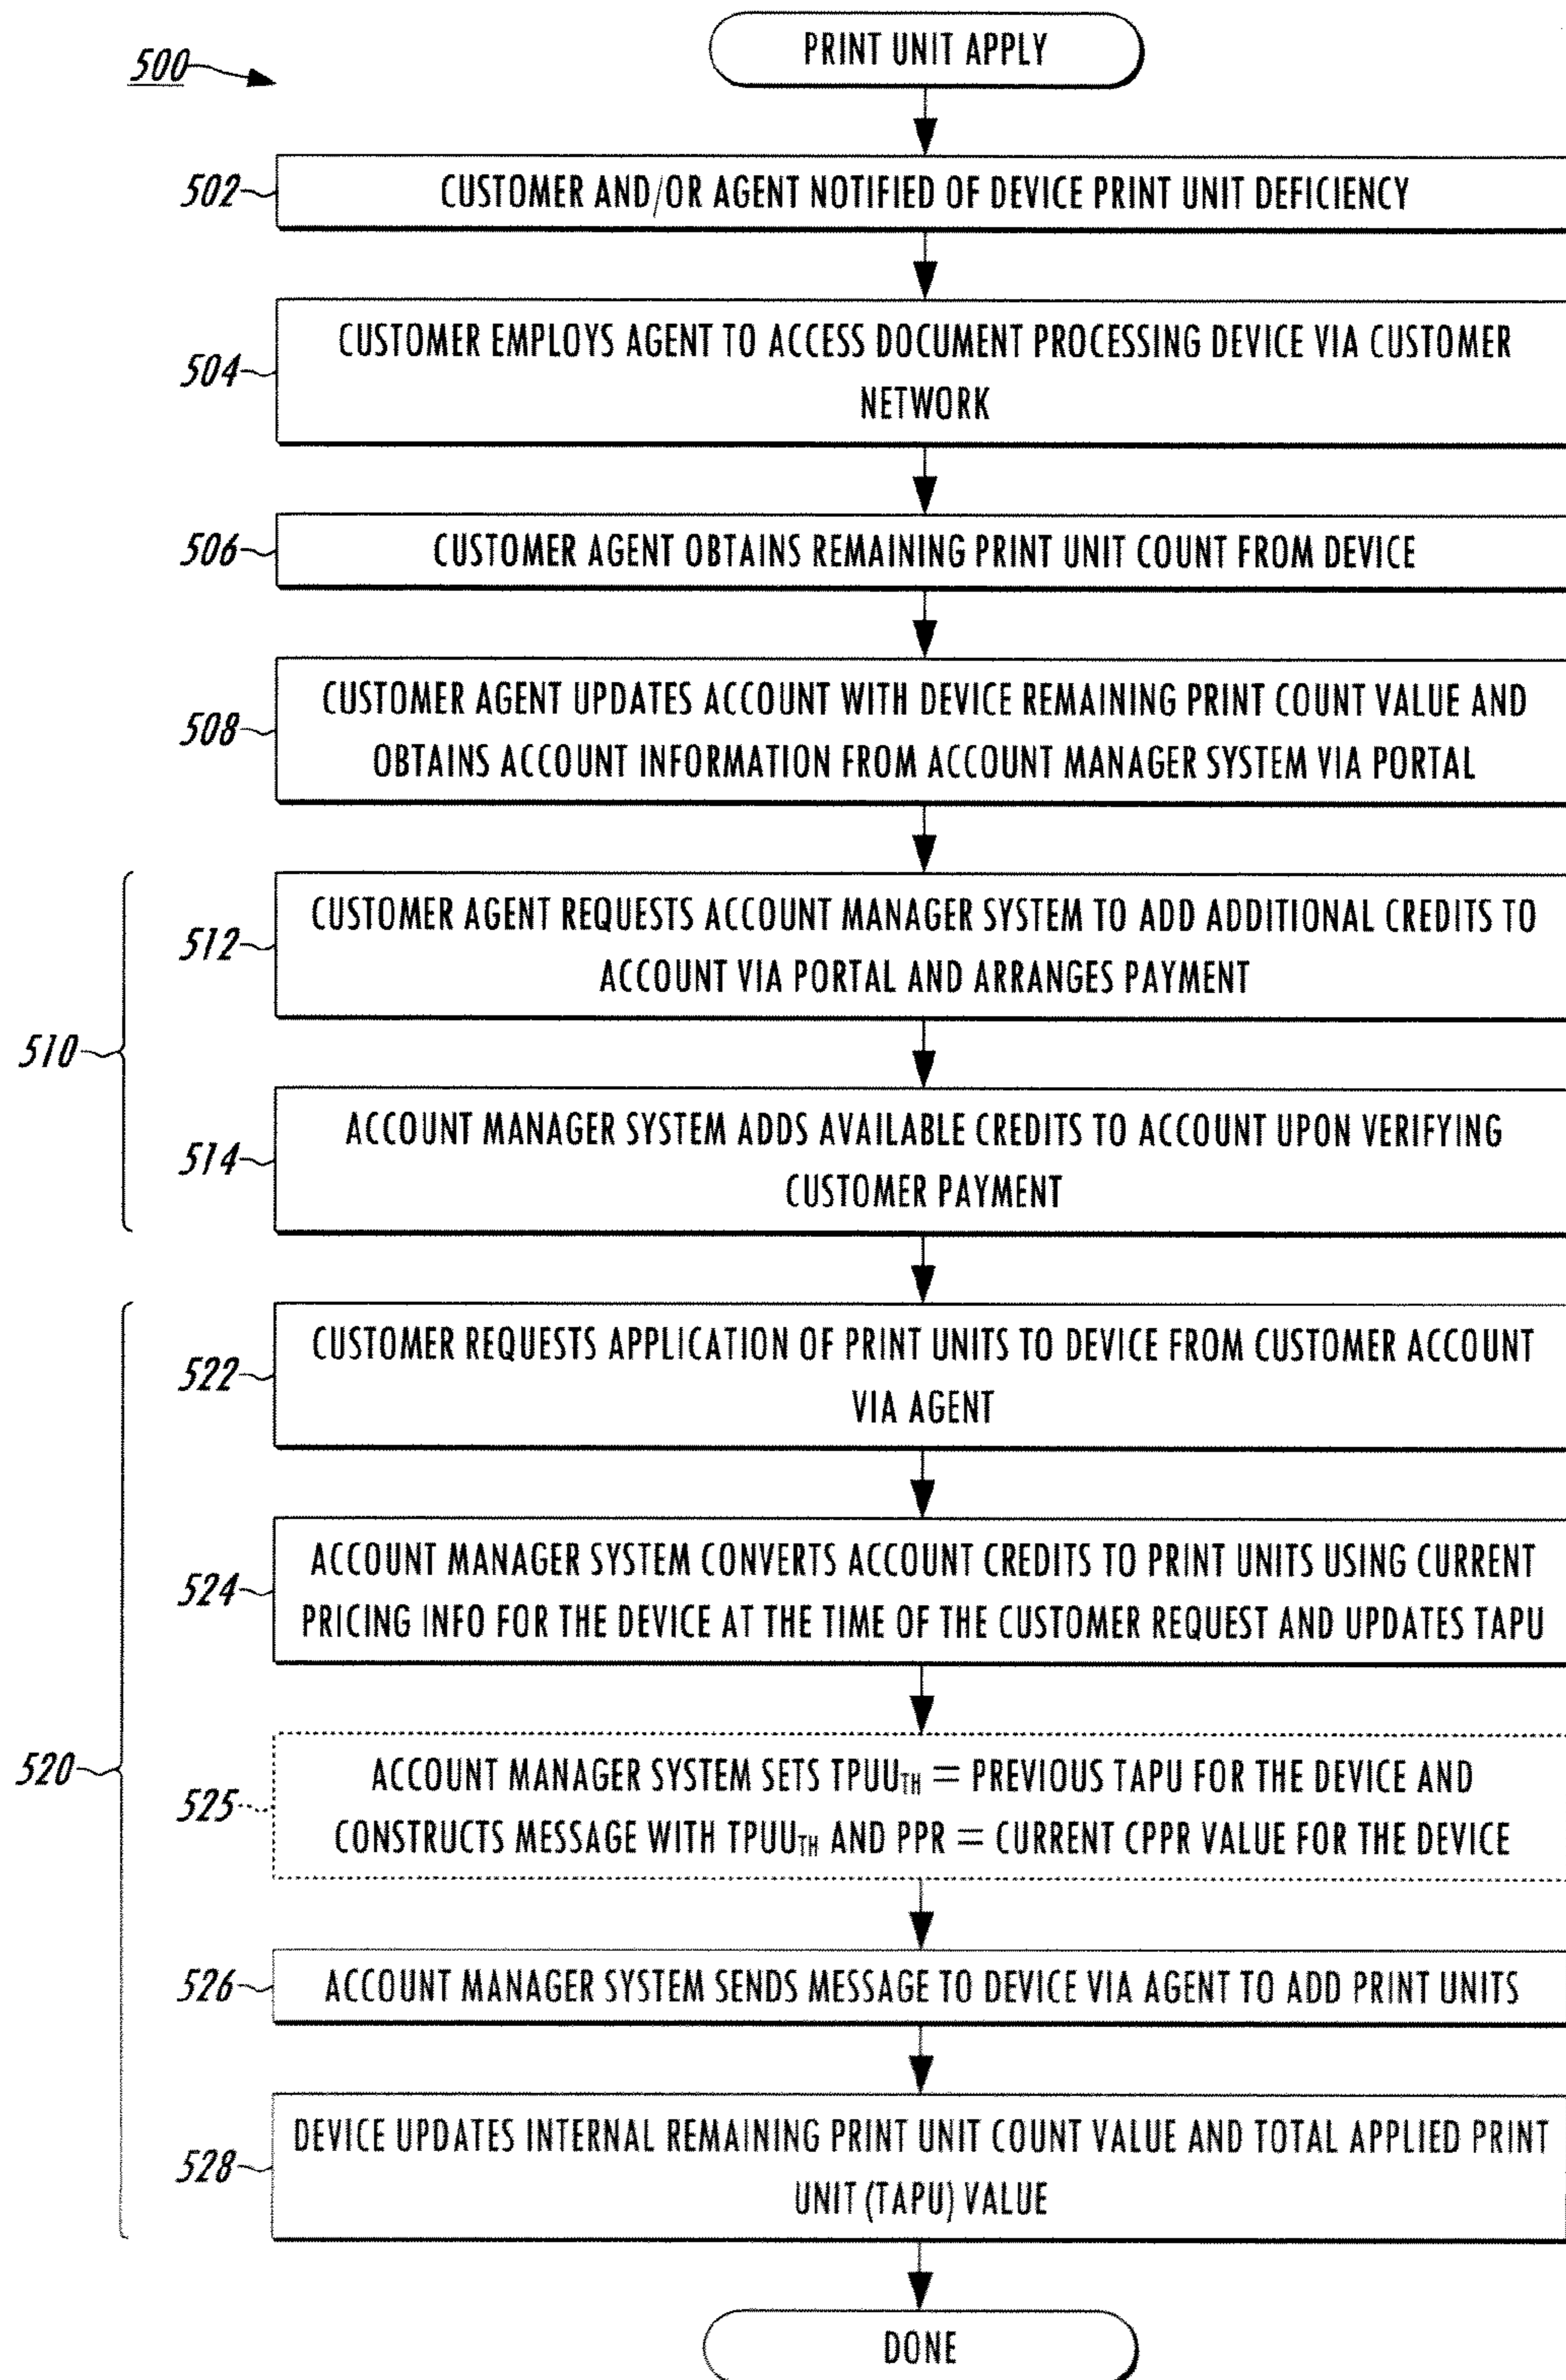 PRINT UNIT APPLY
500
502
CUSTOMER AND/OR AGENT NOTIFIED OF DEVICE PRINT UNIT DEFICIENCY
504
CUSTOMER EMPLOYS AGENT TO ACCESS DOCUMENT PROCESSING DEVICE VIA CUSTOMER
NETWORK
506
CUSTOMER AGENT OBTAINS REMAINING PRINT UNIT COUNT FROM DEVICE
508
CUSTOMER AGENT UPDATES ACCOUNT WITH DEVICE REMAINING PRINT COUNT VALUE AND
OBTAINS ACCOUNT INFORMATION FROM ACCOUNT MANAGER SYSTEM VIA PORTAL
510
512
CUSTOMER AGENT REQUESTS ACCOUNT MANAGER SYSTEM TO ADD ADDITIONAL CREDITS TO
ACCOUNT VIA PORTAL AND ARRANGES PAYMENT
514
ACCOUNT MANAGER SYSTEM ADDS AVAILABLE CREDITS TO ACCOUNT UPON VERIFYING
CUSTOMER PAYMENT
520
522
CUSTOMER REQUESTS APPLICATION OF PRINT UNITS TO DEVICE FROM CUSTOMER ACCOUNT
VIA AGENT
524
ACCOUNT MANAGER SYSTEM CONVERTS ACCOUNT CREDITS TO PRINT UNITS USING CURRENT
PRICING INFO FOR THE DEVICE AT THE TIME OF THE CUSTOMER REQUEST AND UPDATES TAPU
525
ACCOUNT MANAGER SYSTEM SETS TPUU_TH = PREVIOUS TAPU FOR THE DEVICE AND
CONSTRUCTS MESSAGE WITH TPUU_TH AND PPR = CURRENT CPPR VALUE FOR THE DEVICE
526
ACCOUNT MANAGER SYSTEM SENDS MESSAGE TO DEVICE VIA AGENT TO ADD PRINT UNITS
528
DEVICE UPDATES INTERNAL REMAINING PRINT UNIT COUNT VALUE AND TOTAL APPLIED PRINT
UNIT (TAPU) VALUE
DONE